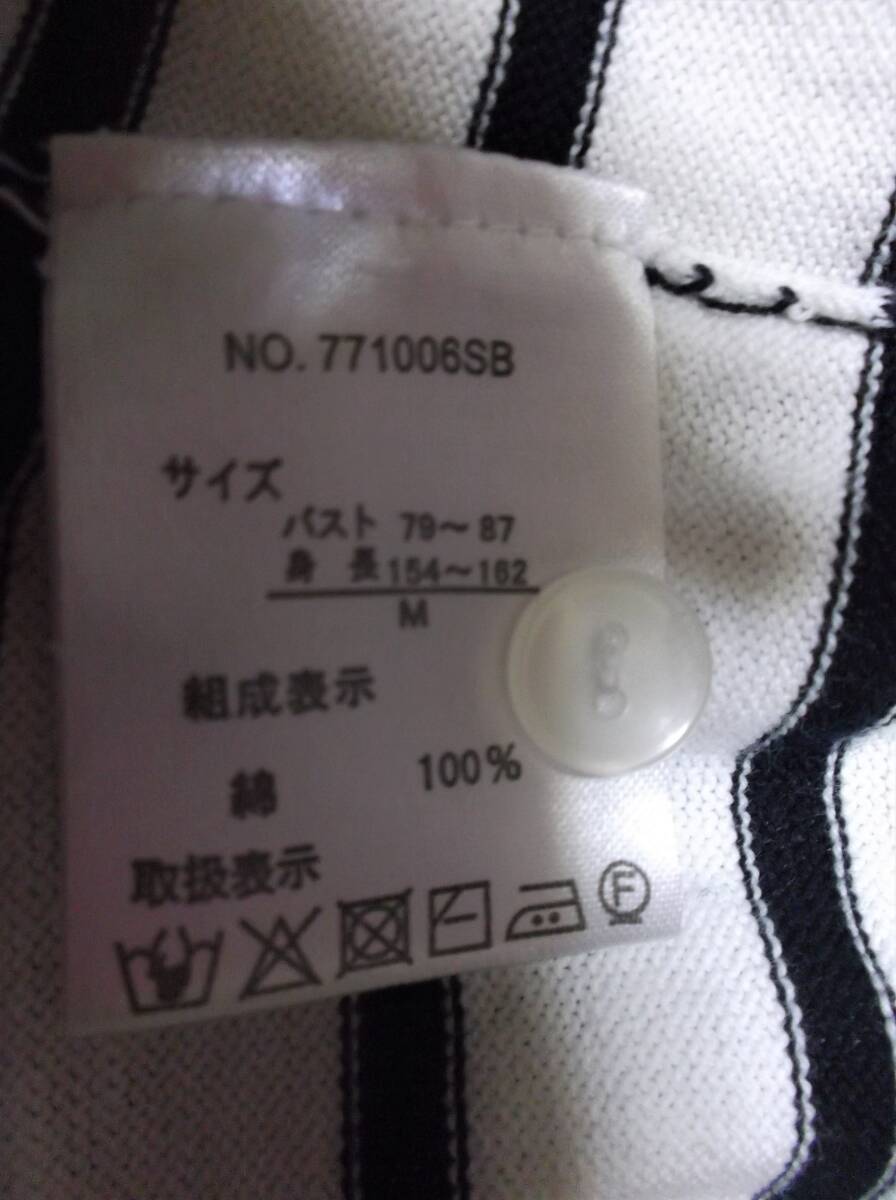 NO. 771006SB
サイズ
バスト 79～87
身 長 154～162
M
組成表示
綿 100%
取扱表示
F